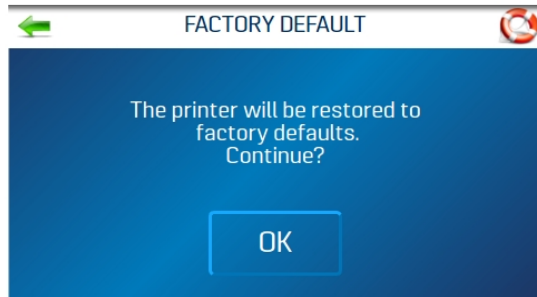 FACTORY DEFAULT
The printer will be restored to
factory defaults.
Continue?
OK